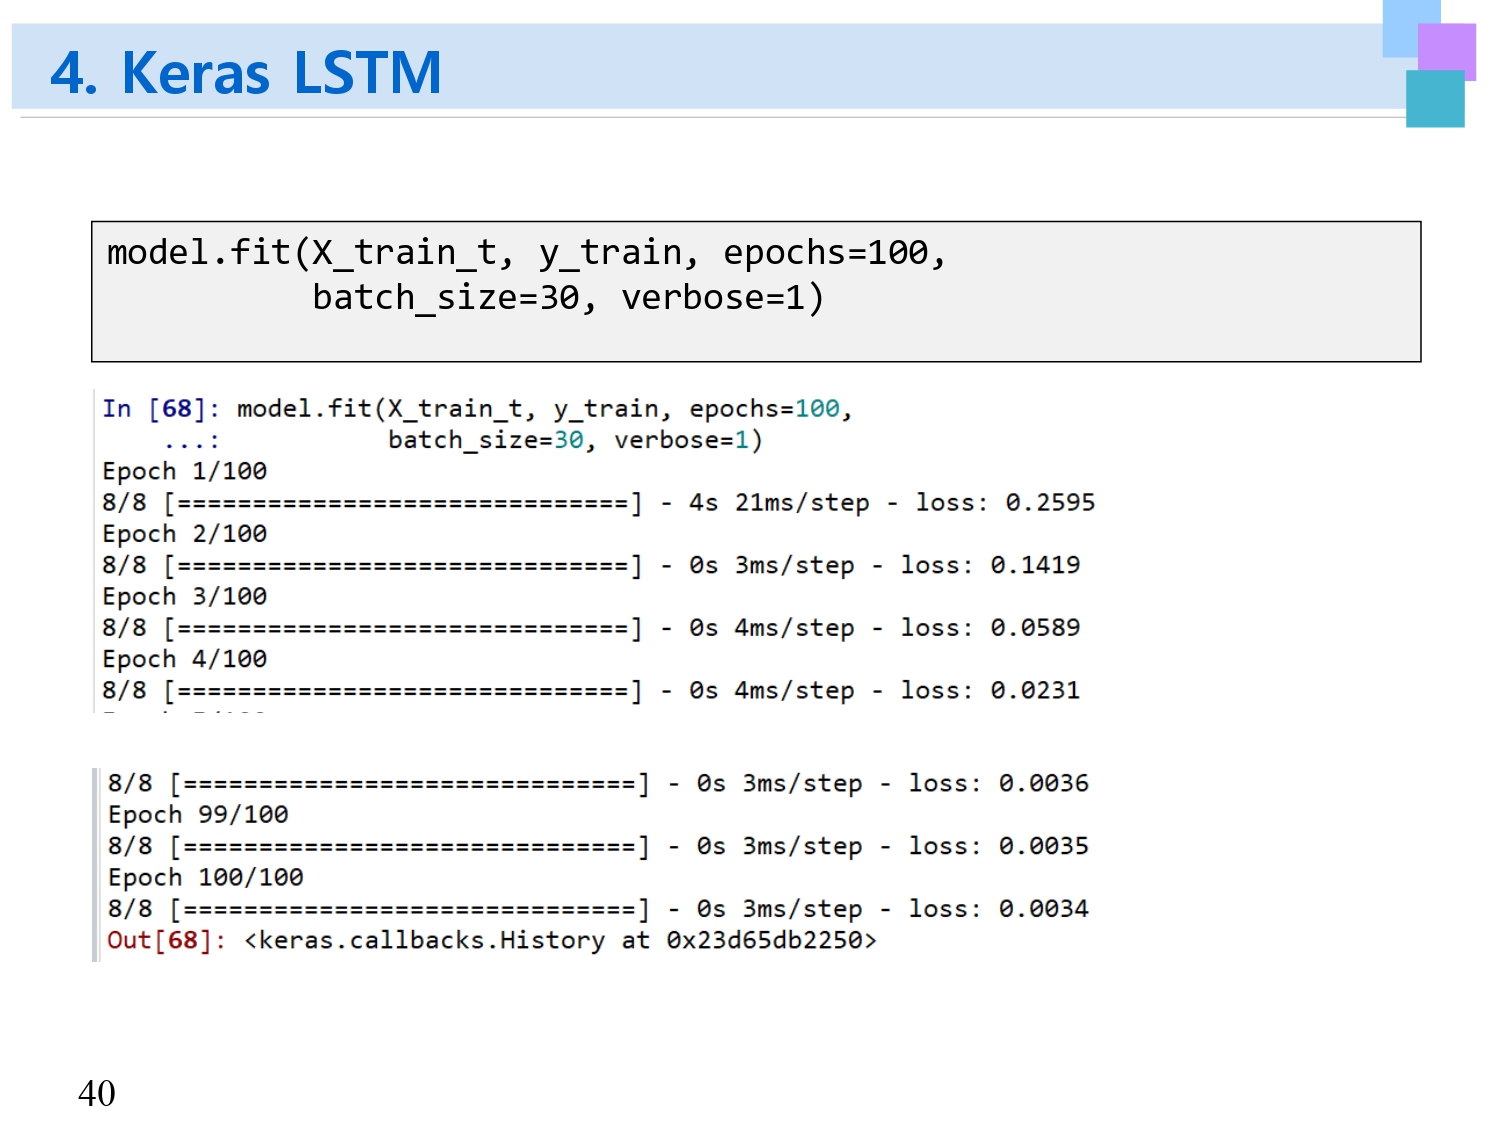 4. Keras LSTM
model.fit(X_train_t, y_train, epochs=100,
          batch_size=30, verbose=1)
In [68]: model.fit(X_train_t, y_train, epochs=100,
    ...:           batch_size=30, verbose=1)
Epoch 1/100
8/8 [==============================] - 4s 21ms/step - loss: 0.2595
Epoch 2/100
8/8 [==============================] - 0s 3ms/step - loss: 0.1419
Epoch 3/100
8/8 [==============================] - 0s 4ms/step - loss: 0.0589
Epoch 4/100
8/8 [==============================] - 0s 4ms/step - loss: 0.0231
8/8 [==============================] - 0s 3ms/step - loss: 0.0036
Epoch 99/100
8/8 [==============================] - 0s 3ms/step - loss: 0.0035
Epoch 100/100
8/8 [==============================] - 0s 3ms/step - loss: 0.0034
Out[68]: <keras.callbacks.History at 0x23d65db2250>
40